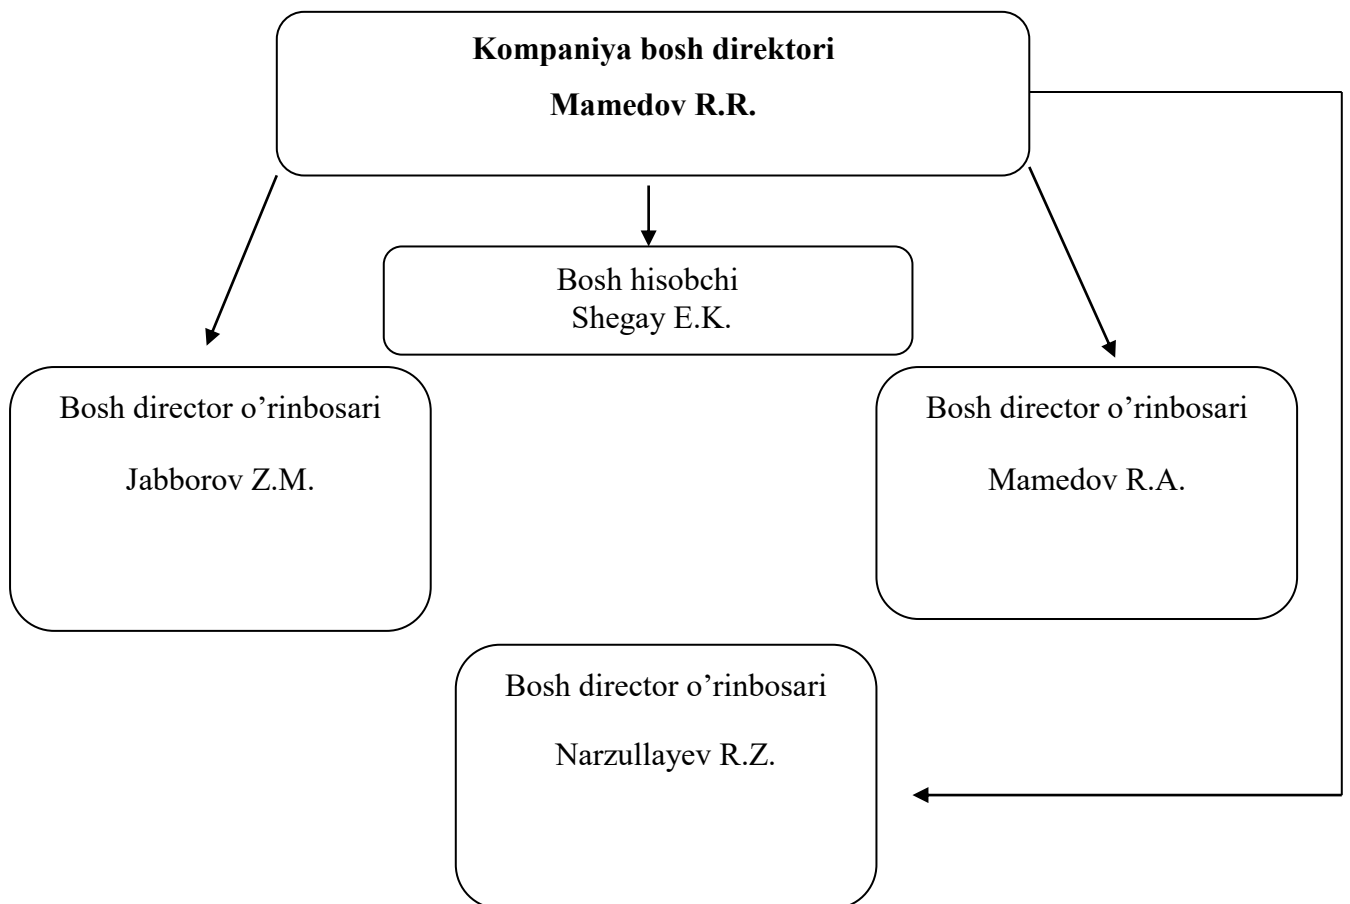 Kompaniya bosh direktori
Mamedov R.R.
Bosh hisobchi
Shegay E.K.
Bosh director o’rinbosari
Jabborov Z.M.
Bosh director o’rinbosari
Mamedov R.A.
Bosh director o’rinbosari
Narzullayev R.Z.